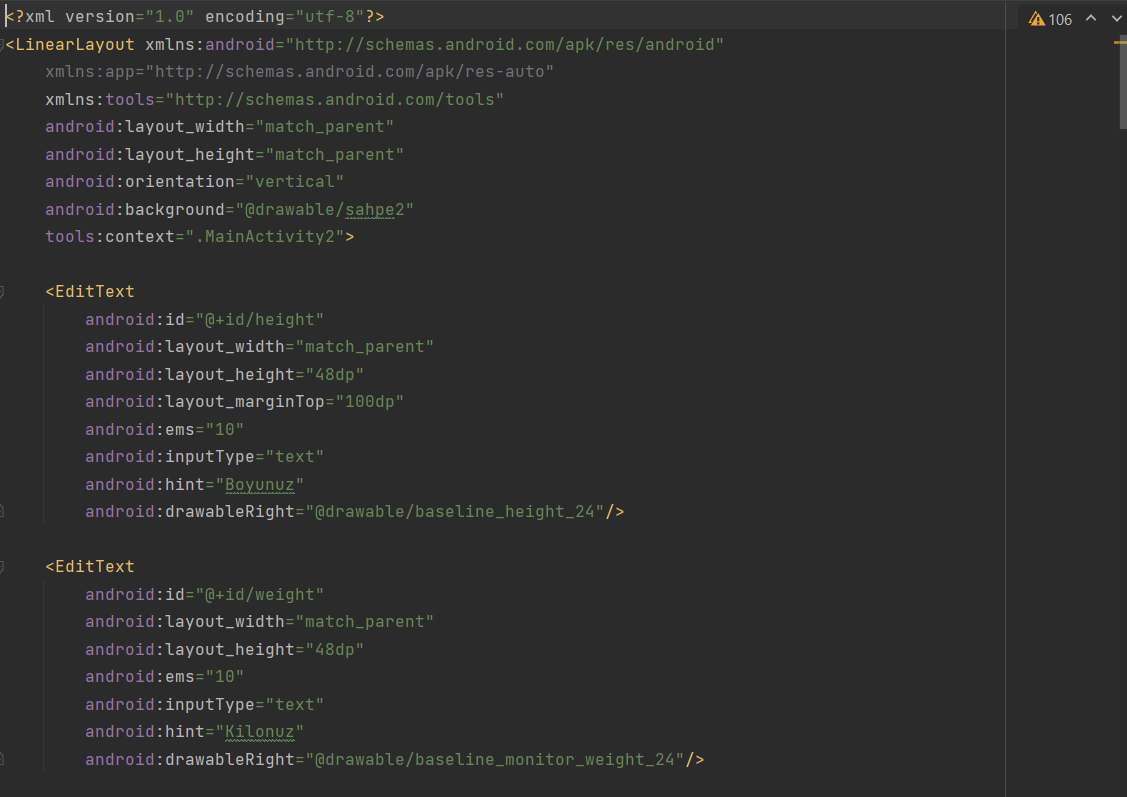 <?xml version="1.0" encoding="utf-8"?>
106
<LinearLayout xmlns:android="http://schemas.android.com/apk/res/android"
    xmlns:app="http://schemas.android.com/apk/res-auto"
    xmlns:tools="http://schemas.android.com/tools"
    android:layout_width="match_parent"
    android:layout_height="match_parent"
    android:orientation="vertical"
    android:background="@drawable/sahpe2"
    tools:context=".MainActivity2">

    <EditText
        android:id="@+id/height"
        android:layout_width="match_parent"
        android:layout_height="48dp"
        android:layout_marginTop="100dp"
        android:ems="10"
        android:inputType="text"
        android:hint="Boyunuz"
        android:drawableRight="@drawable/baseline_height_24"/>

    <EditText
        android:id="@+id/weight"
        android:layout_width="match_parent"
        android:layout_height="48dp"
        android:ems="10"
        android:inputType="text"
        android:hint="Kilonuz"
        android:drawableRight="@drawable/baseline_monitor_weight_24"/>